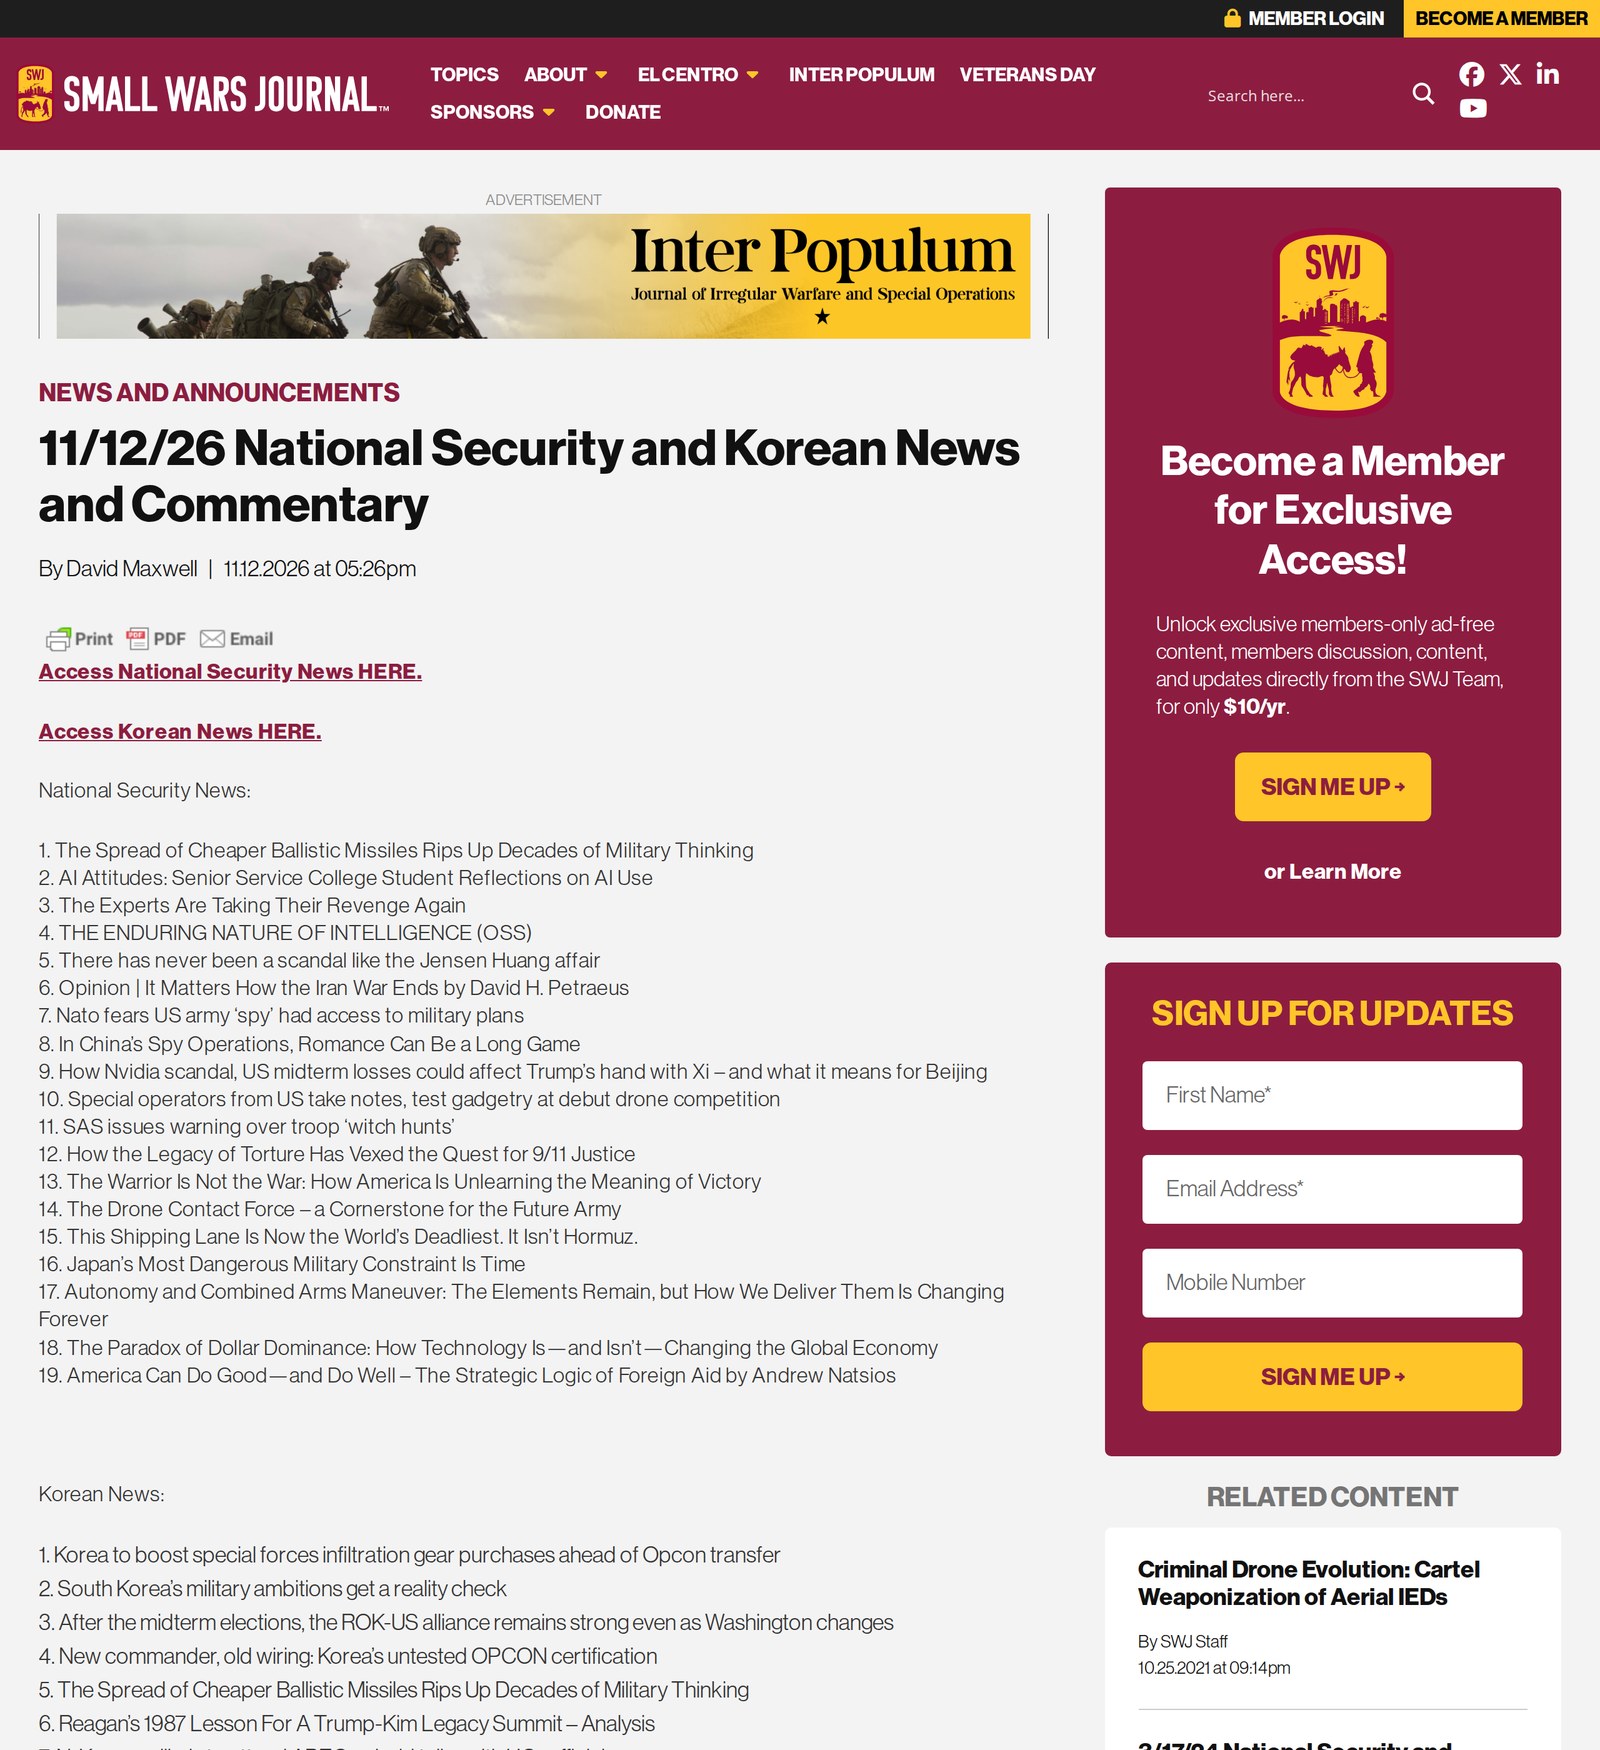 MEMBER LOGIN
BECOME A MEMBER
SWJ
SMALL WARS JOURNAL™
TOPICS ABOUT EL CENTRO INTER POPULUM VETERANS DAY
SPONSORS DONATE
Search here...
ADVERTISEMENT
Inter Populum
Journal of Irregular Warfare and Special Operations
NEWS AND ANNOUNCEMENTS
11/12/26 National Security and Korean News
and Commentary
By David Maxwell | 11.12.2026 at 05:26pm
Print PDF Email
Access National Security News HERE.
Access Korean News HERE.
National Security News:
1. The Spread of Cheaper Ballistic Missiles Rips Up Decades of Military Thinking
2. AI Attitudes: Senior Service College Student Reflections on AI Use
3. The Experts Are Taking Their Revenge Again
4. THE ENDURING NATURE OF INTELLIGENCE (OSS)
5. There has never been a scandal like the Jensen Huang affair
6. Opinion | It Matters How the Iran War Ends by David H. Petraeus
7. Nato fears US army ‘spy’ had access to military plans
8. In China’s Spy Operations, Romance Can Be a Long Game
9. How Nvidia scandal, US midterm losses could affect Trump’s hand with Xi – and what it means for Beijing
10. Special operators from US take notes, test gadgetry at debut drone competition
11. SAS issues warning over troop ‘witch hunts’
12. How the Legacy of Torture Has Vexed the Quest for 9/11 Justice
13. The Warrior Is Not the War: How America Is Unlearning the Meaning of Victory
14. The Drone Contact Force – a Cornerstone for the Future Army
15. This Shipping Lane Is Now the World’s Deadliest. It Isn’t Hormuz.
16. Japan’s Most Dangerous Military Constraint Is Time
17. Autonomy and Combined Arms Maneuver: The Elements Remain, but How We Deliver Them Is Changing
Forever
18. The Paradox of Dollar Dominance: How Technology Is—and Isn’t—Changing the Global Economy
19. America Can Do Good—and Do Well – The Strategic Logic of Foreign Aid by Andrew Natsios
Korean News:
1. Korea to boost special forces infiltration gear purchases ahead of Opcon transfer
2. South Korea’s military ambitions get a reality check
3. After the midterm elections, the ROK-US alliance remains strong even as Washington changes
4. New commander, old wiring: Korea’s untested OPCON certification
5. The Spread of Cheaper Ballistic Missiles Rips Up Decades of Military Thinking
6. Reagan’s 1987 Lesson For A Trump-Kim Legacy Summit – Analysis
SWJ
Become a Member
for Exclusive
Access!
Unlock exclusive members-only ad-free
content, members discussion, content,
and updates directly from the SWJ Team,
for only $10/yr.
SIGN ME UP →
or Learn More
SIGN UP FOR UPDATES
First Name*
Email Address*
Mobile Number
SIGN ME UP →
RELATED CONTENT
Criminal Drone Evolution: Cartel
Weaponization of Aerial IEDs
By SWJ Staff
10.25.2021 at 09:14pm
National Security and